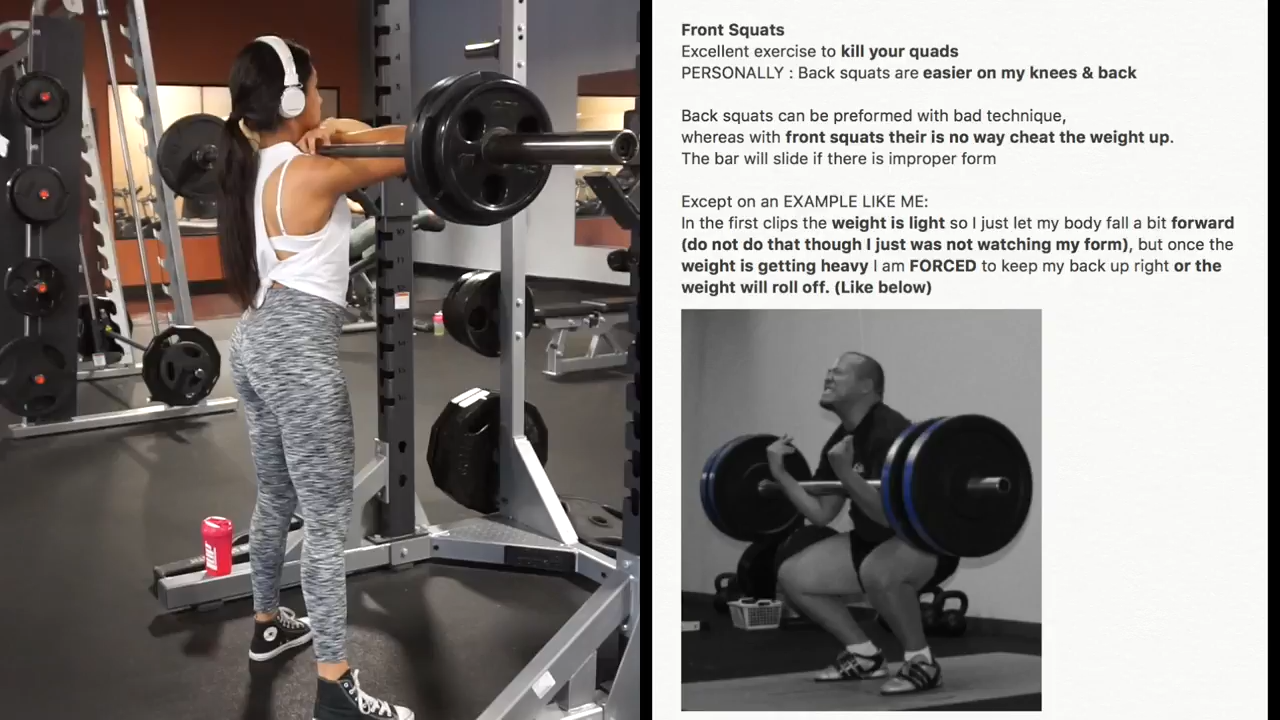 Front Squats
Excellent exercise to kill your quads
PERSONALLY : Back squats are easier on my knees & back
Back squats can be preformed with bad technique,
whereas with front squats their is no way cheat the weight up.
The bar will slide if there is improper form
Except on an EXAMPLE LIKE ME:
In the first clips the weight is light so I just let my body fall a bit forward
(do not do that though I just was not watching my form), but once the
weight is getting heavy I am FORCED to keep my back up right or the
weight will roll off. (Like below)